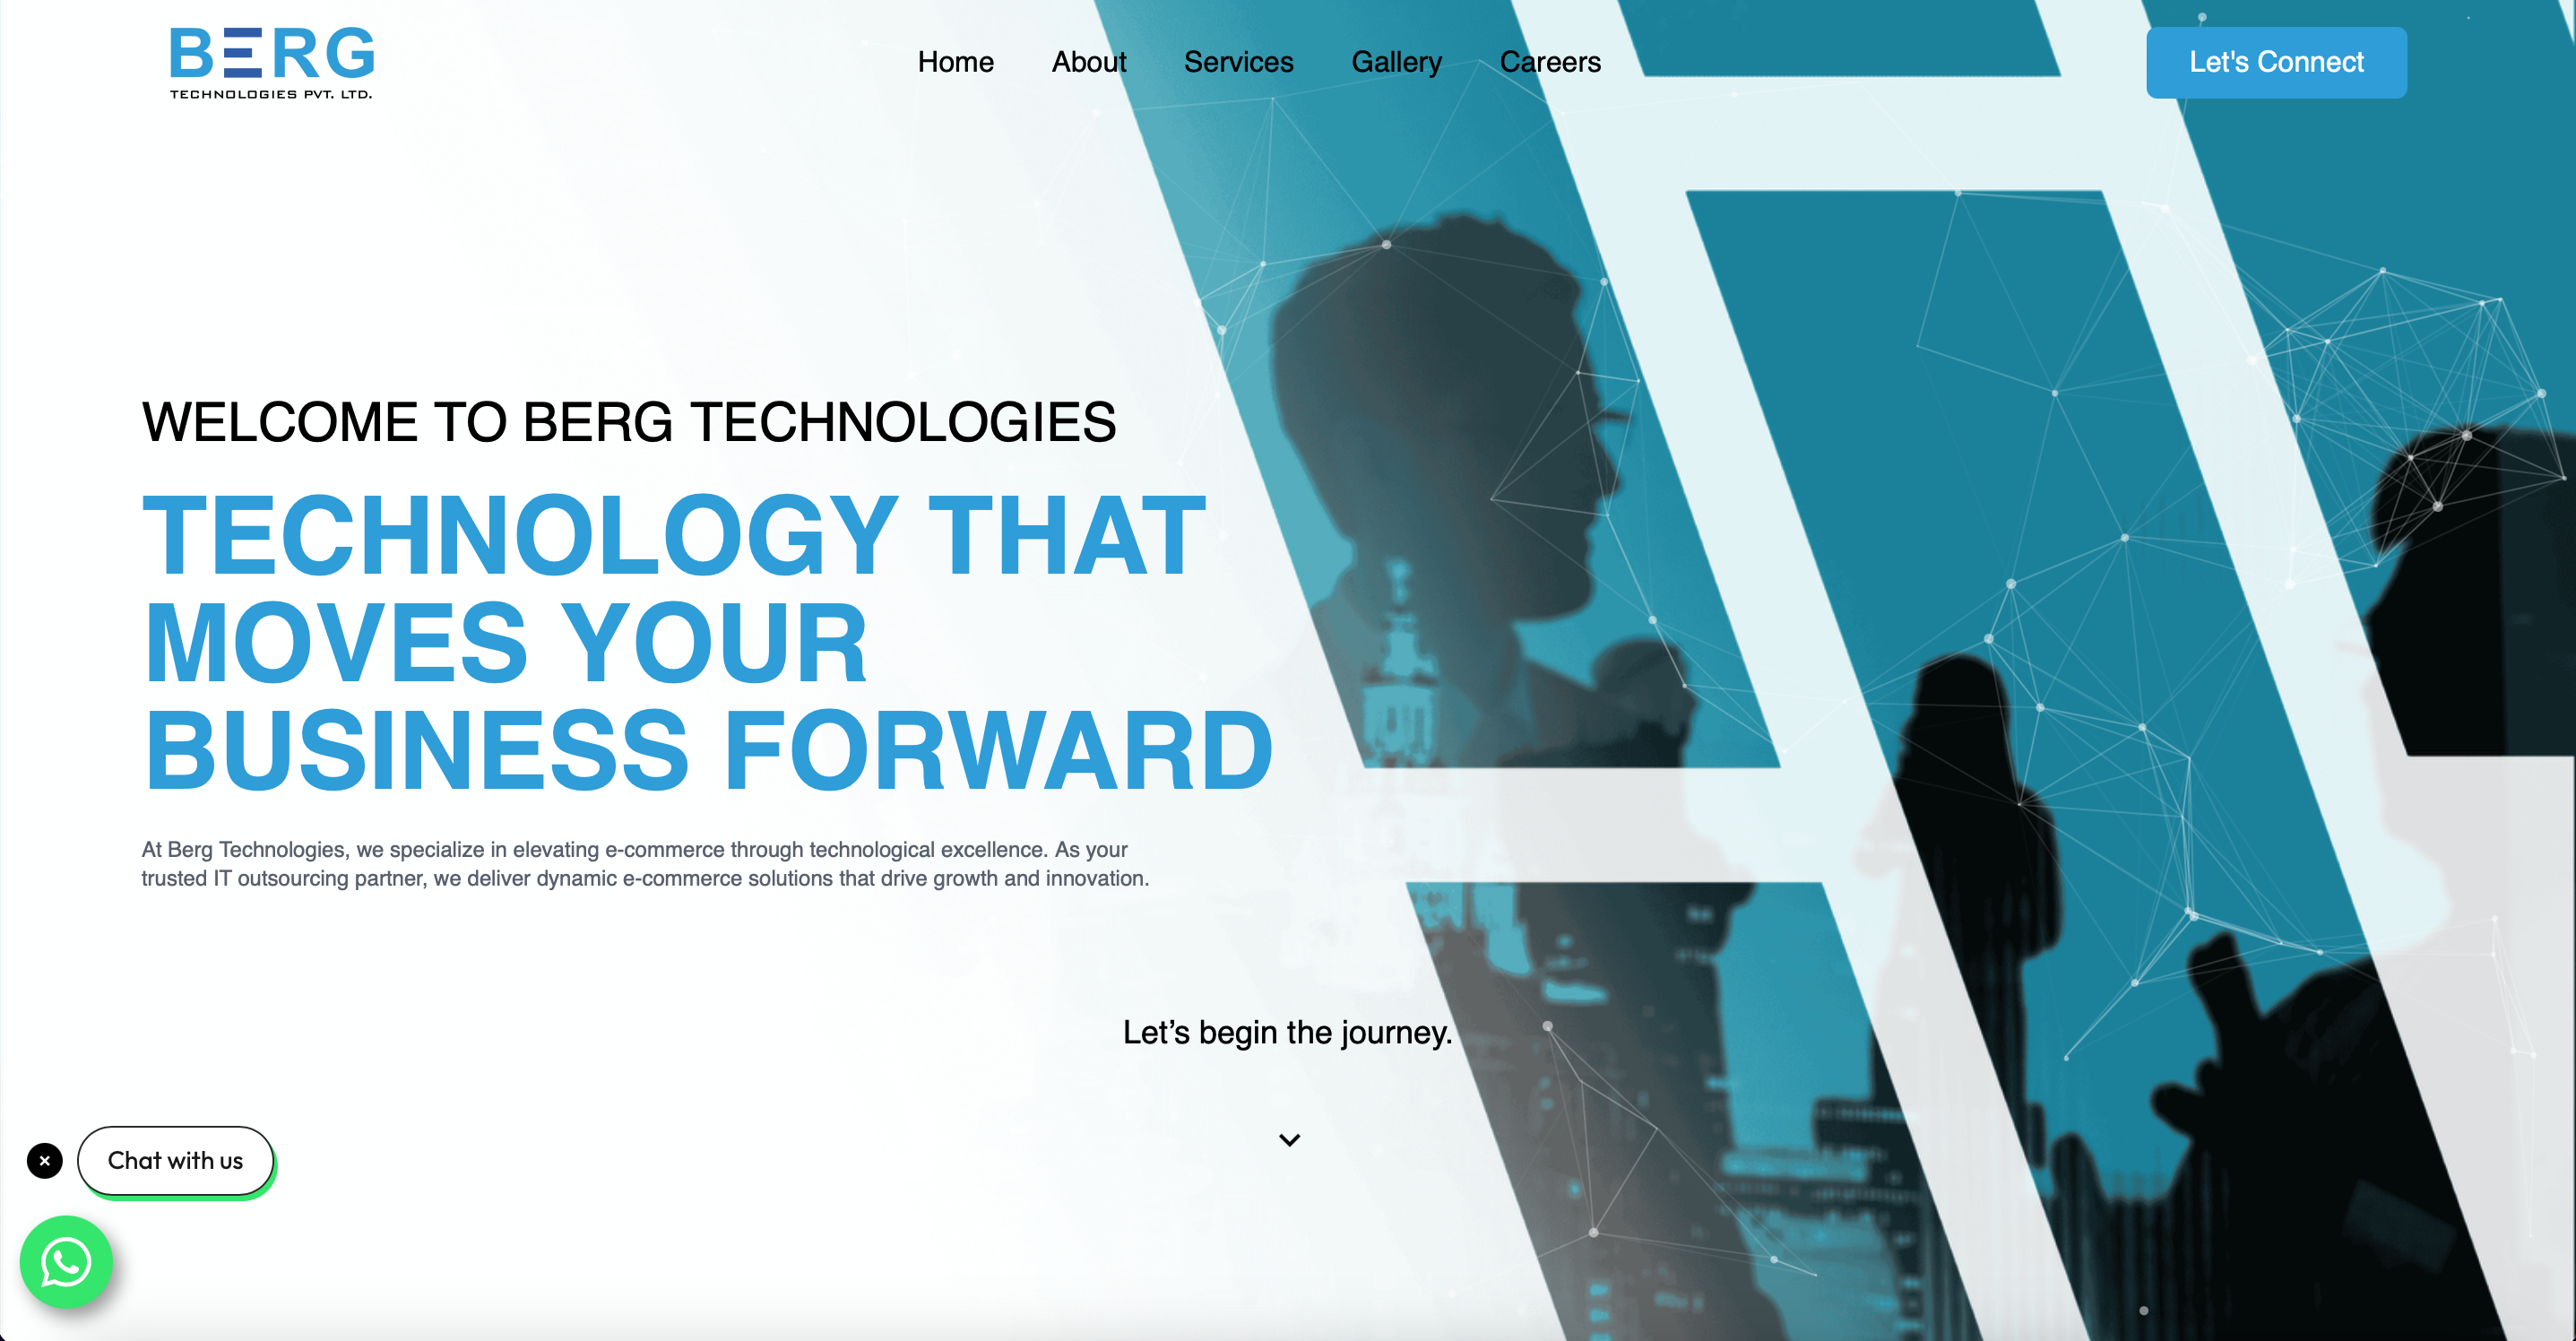 BERG
TECHNOLOGIES PVT. LTD.
Home About Services Gallery Careers
Let's Connect
WELCOME TO BERG TECHNOLOGIES
TECHNOLOGY THAT
MOVES YOUR
BUSINESS FORWARD
At Berg Technologies, we specialize in elevating e-commerce through technological excellence. As your
trusted IT outsourcing partner, we deliver dynamic e-commerce solutions that drive growth and innovation.
Let’s begin the journey.
Chat with us